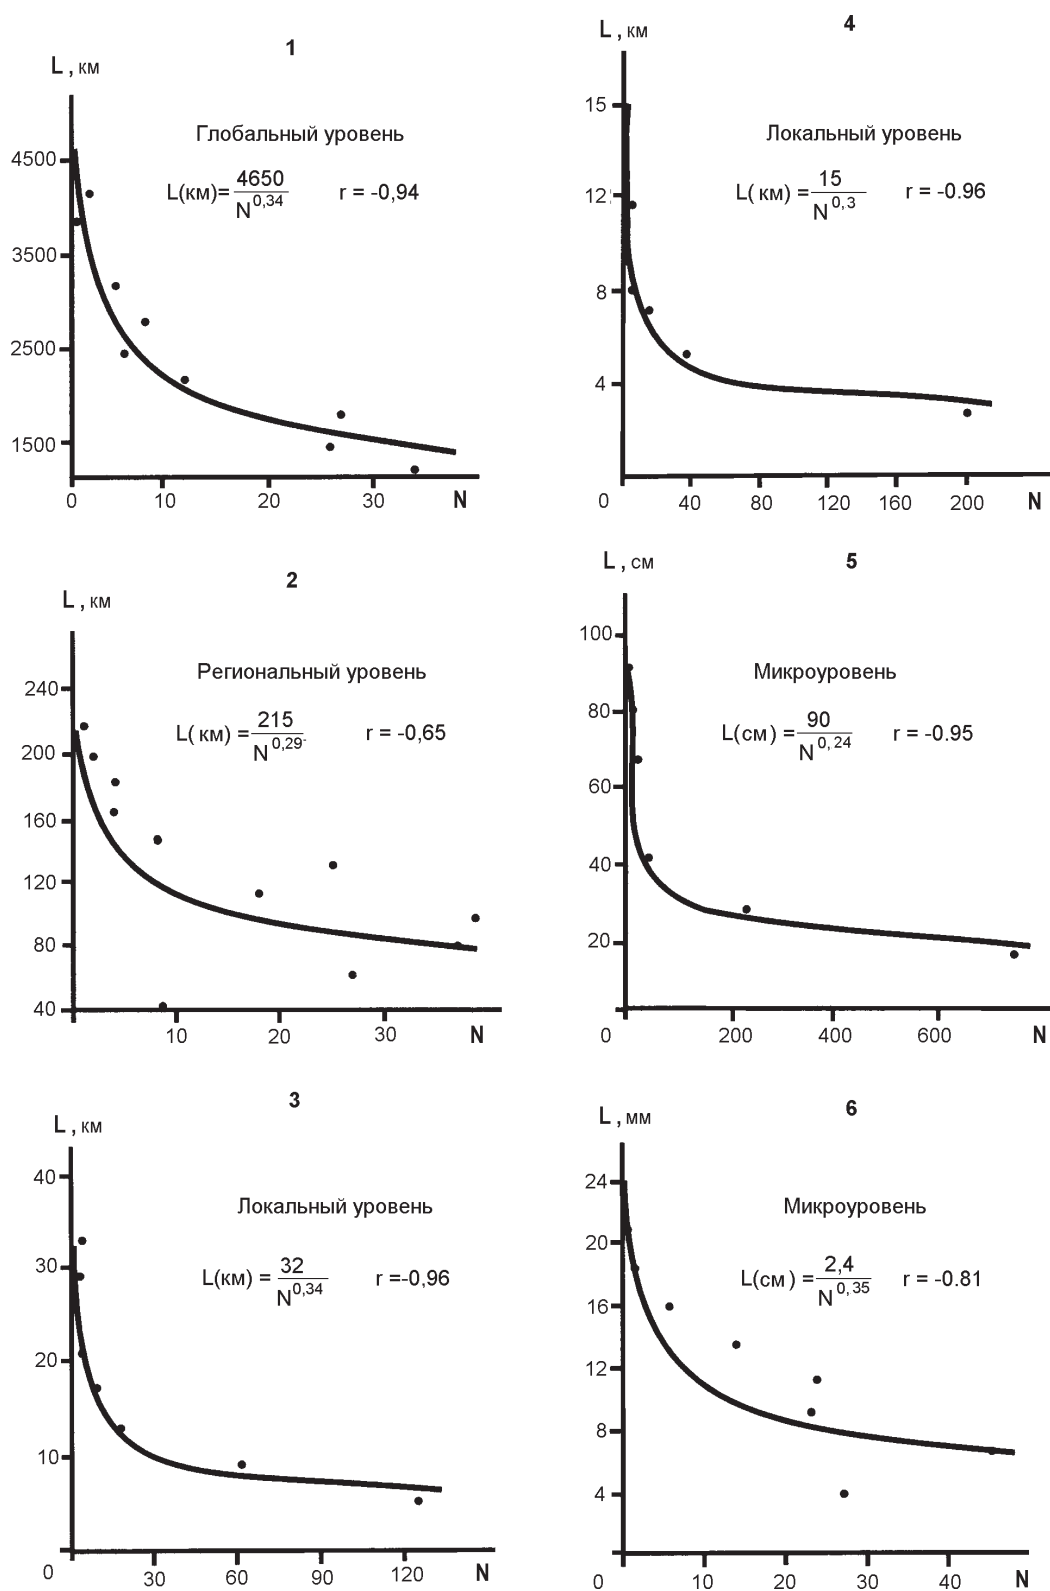 1
L , км
Глобальный уровень
L(км)=4650/N^0,34 r = -0,94
4500
3500
2500
1500
0 10 20 30 N
4
L , км
Локальный уровень
L( км)=15/N^0,3 r = -0.96
15
12
8
4
0 40 80 120 160 200 N
2
L , км
Региональный уровень
L( км) =215/N^0,29 r = -0,65
240
200
160
120
80
40
10 20 30 N
5
L , см
Микроуровень
L(см) =90/N^0,24 r = -0.95
100
80
60
40
20
0 200 400 600 N
3
L , км
Локальный уровень
L(км) = 32/N^0,34 r =-0,96
40
30
20
10
0 30 60 90 120 N
6
L , мм
Микроуровень
L(см) =2,4/N^0,35 r = -0.81
24
20
16
12
8
4
0 10 20 30 40 N